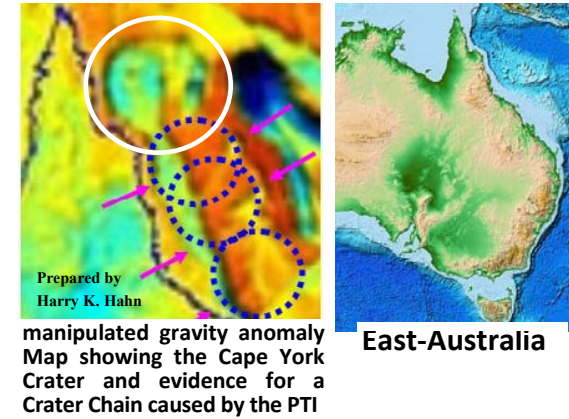 Prepared by
Harry K. Hahn
manipulated gravity anomaly
Map showing the Cape York
Crater and evidence for a
Crater Chain caused by the PTI
East-Australia